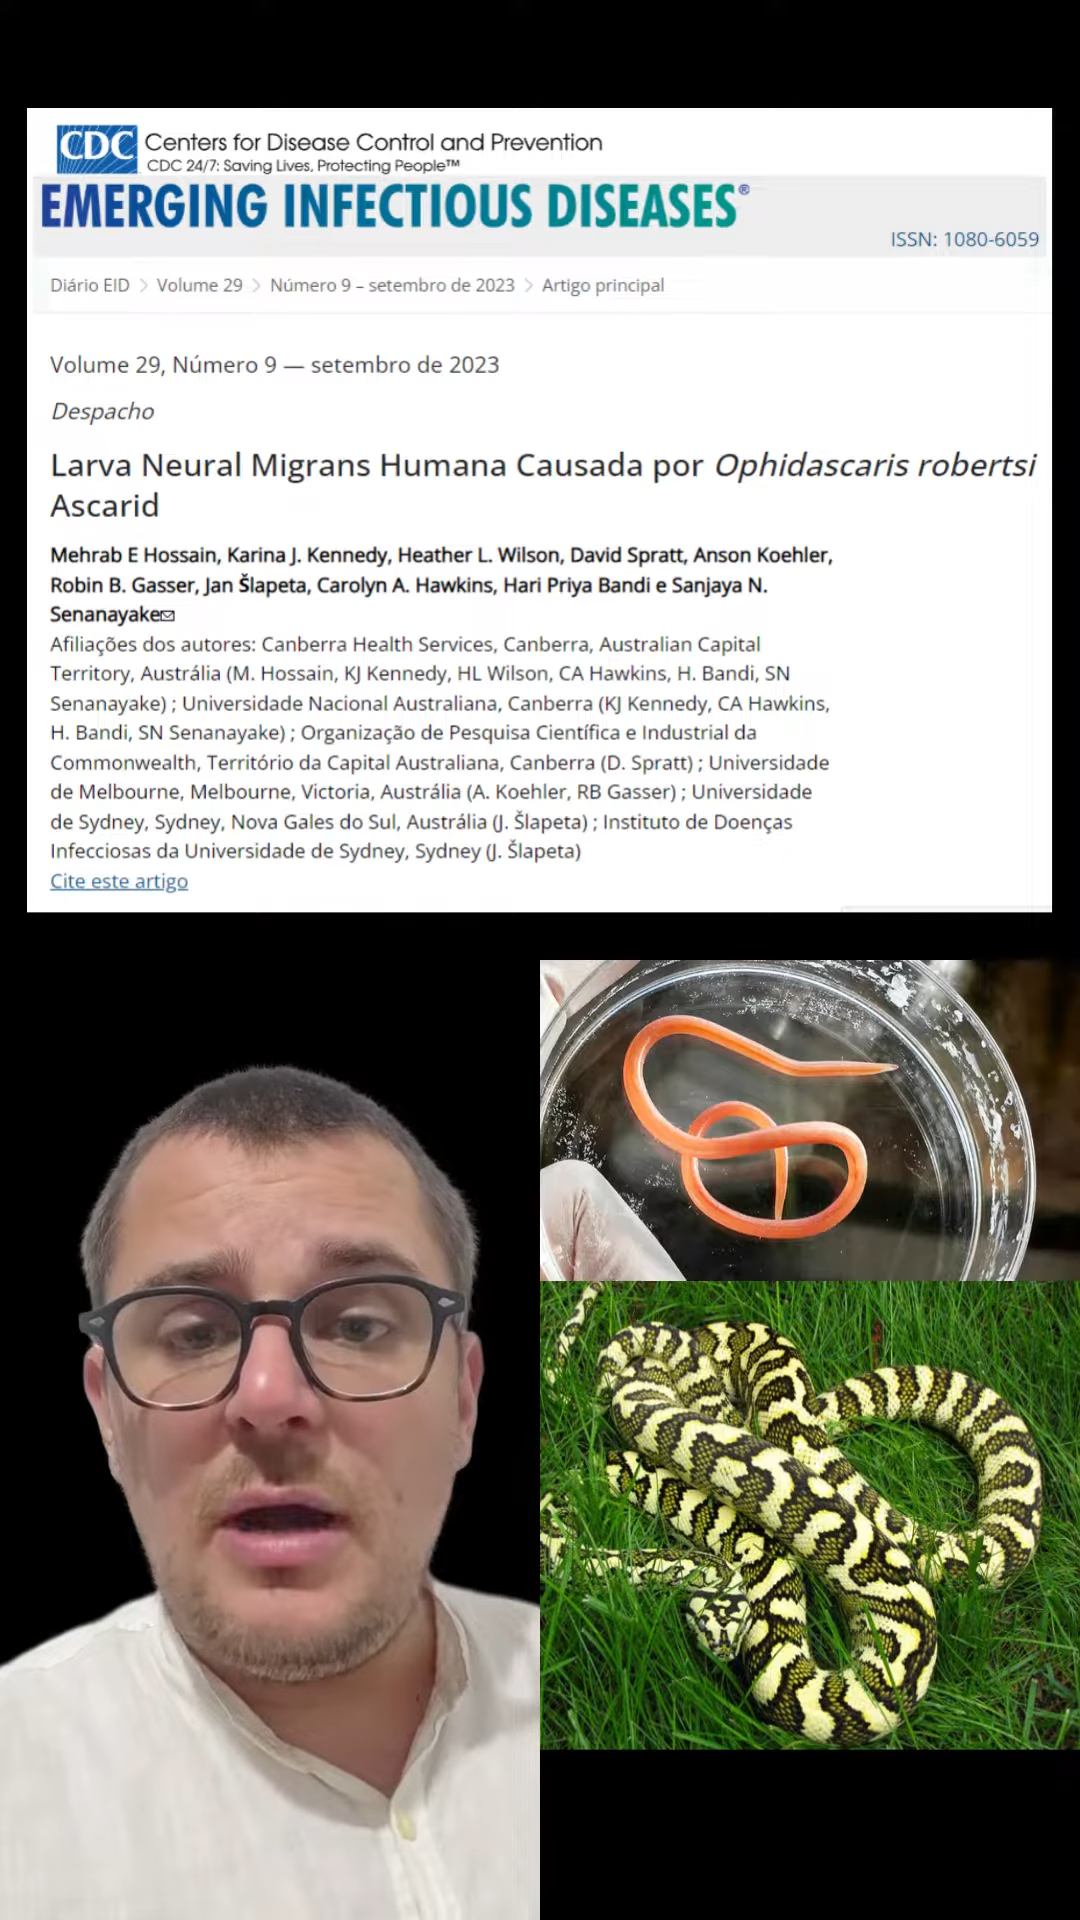 CDC
Centers for Disease Control and Prevention
CDC 24/7: Saving Lives, Protecting People™
EMERGING INFECTIOUS DISEASES®
ISSN: 1080-6059
Diário EID > Volume 29 > Número 9 – setembro de 2023 > Artigo principal
Volume 29, Número 9 — setembro de 2023
Despacho
Larva Neural Migrans Humana Causada por Ophidascaris robertsi
Ascarid
Mehrab E Hossain, Karina J. Kennedy, Heather L. Wilson, David Spratt, Anson Koehler,
Robin B. Gasser, Jan Šlapeta, Carolyn A. Hawkins, Hari Priya Bandi e Sanjaya N.
Senanayake
Afiliações dos autores: Canberra Health Services, Canberra, Australian Capital
Territory, Austrália (M. Hossain, KJ Kennedy, HL Wilson, CA Hawkins, H. Bandi, SN
Senanayake) ; Universidade Nacional Australiana, Canberra (KJ Kennedy, CA Hawkins,
H. Bandi, SN Senanayake) ; Organização de Pesquisa Científica e Industrial da
Commonwealth, Território da Capital Australiana, Canberra (D. Spratt) ; Universidade
de Melbourne, Melbourne, Victoria, Austrália (A. Koehler, RB Gasser) ; Universidade
de Sydney, Sydney, Nova Gales do Sul, Austrália (J. Šlapeta) ; Instituto de Doenças
Infecciosas da Universidade de Sydney, Sydney (J. Šlapeta)
Cite este artigo